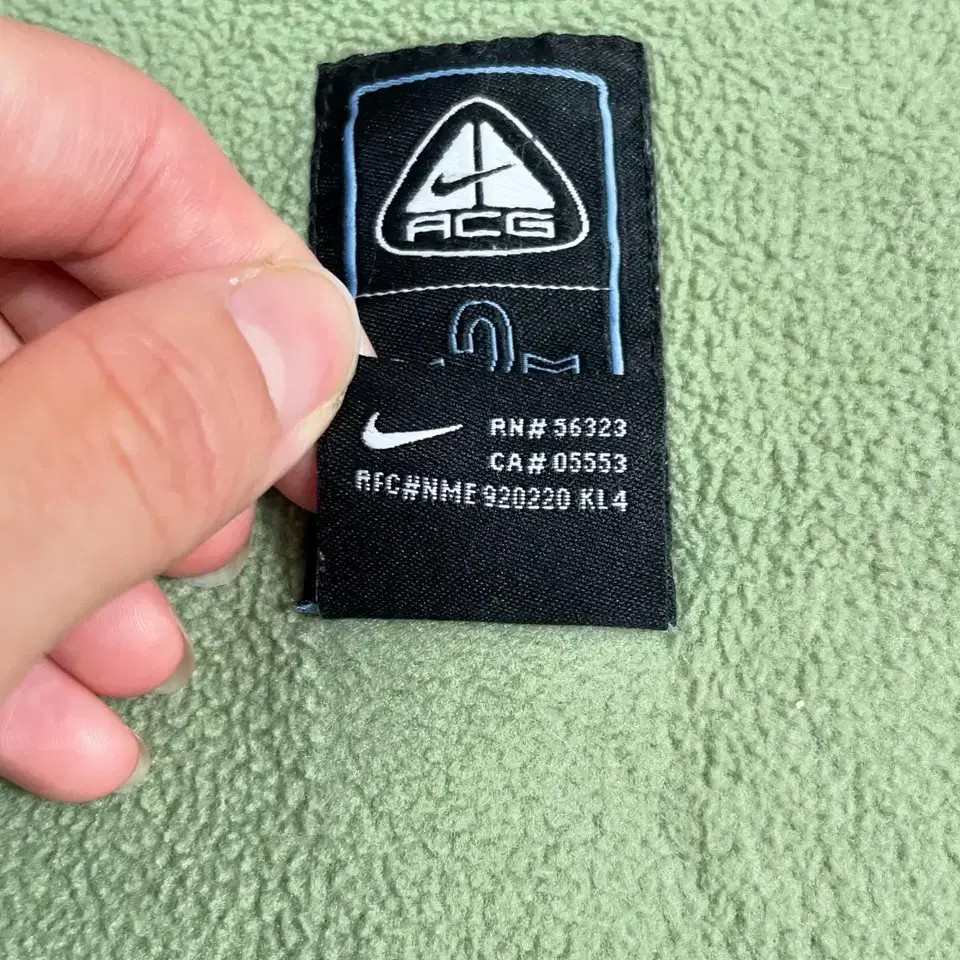 ACG
RN# 56323
CA# 05553
RFC#NME 920220 KL4